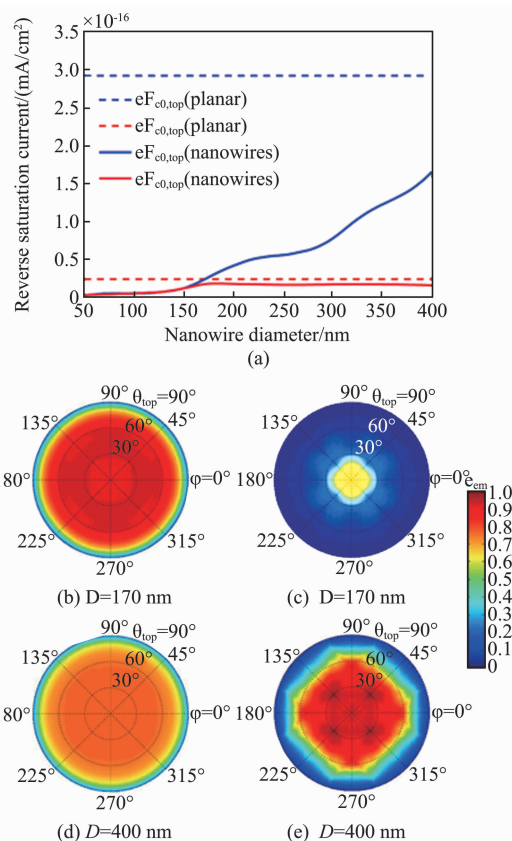 ×10⁻¹⁶
3.5
3.0
2.5
2.0
1.5
1.0
0.5
0
Reverse saturation current/(mA/cm²)
eF_c0,top(planar)
eF_c0,top(planar)
eF_c0,top(nanowires)
eF_c0,top(nanowires)
50 100 150 200 250 300 350 400
Nanowire diameter/nm
(a)
90° θ_top=90°
135° 60° 45°
30°
80° φ=0°
225° 315°
270°
(b) D=170 nm
90° θ_top=90°
135° 60° 45°
30°
180° φ=0°
225° 315°
270°
(c) D=170 nm
e_em
1.0
0.9
0.8
0.7
0.6
0.5
0.4
0.3
0.2
0.1
0
90° θ_top=90°
135° 60° 45°
30°
80° φ=0°
225° 315°
270°
(d) D=400 nm
90° θ_top=90°
135° 60° 45°
30°
180° φ=0°
225° 315°
270°
(e) D=400 nm